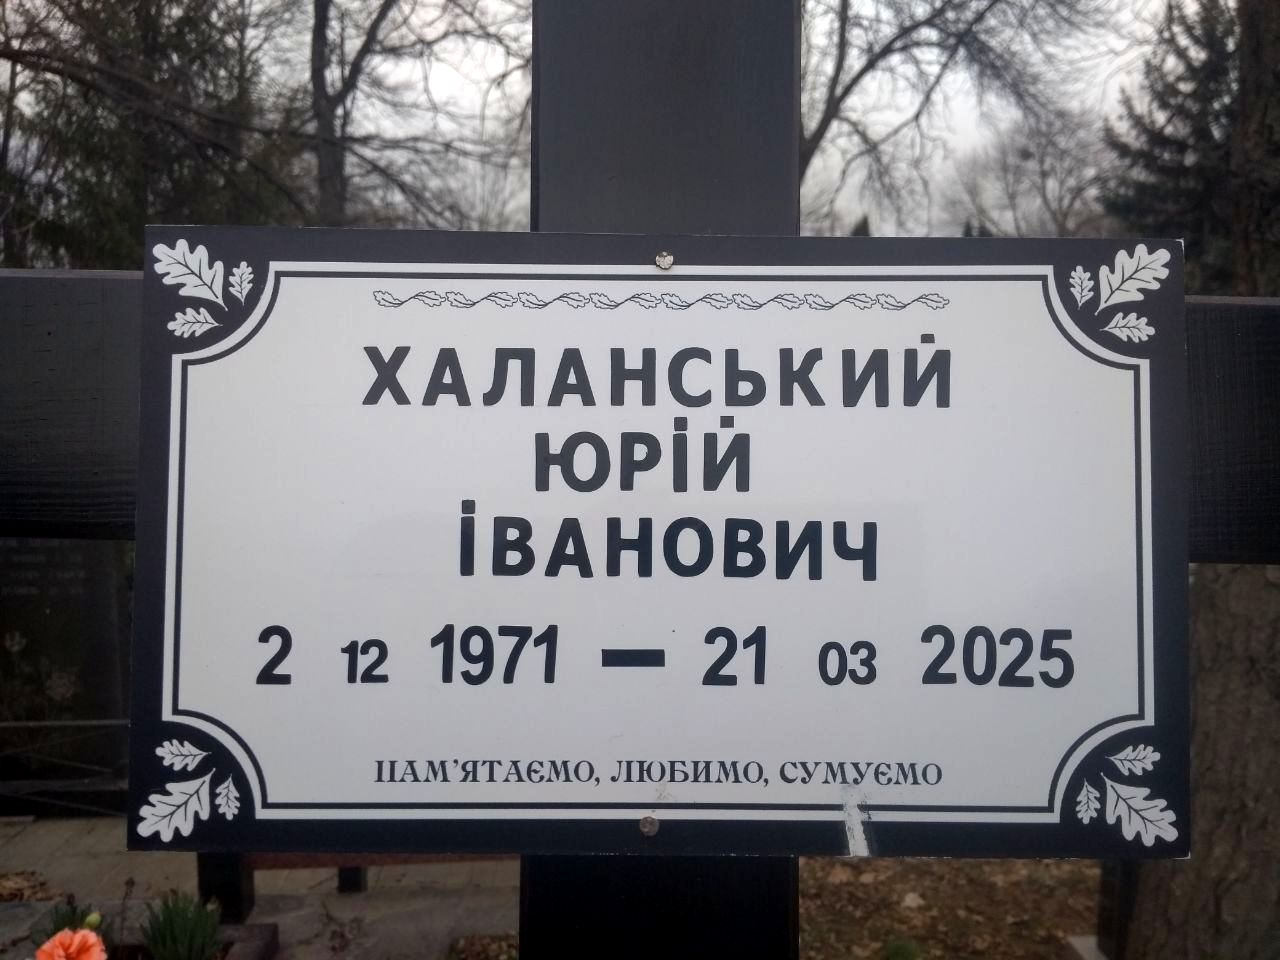 ХАЛАНСЬКИЙ
ЮРІЙ
ІВАНОВИЧ
2 12 1971 — 21 03 2025
ПАМ'ЯТАЄМО, ЛЮБИМО, СУМУЄМО